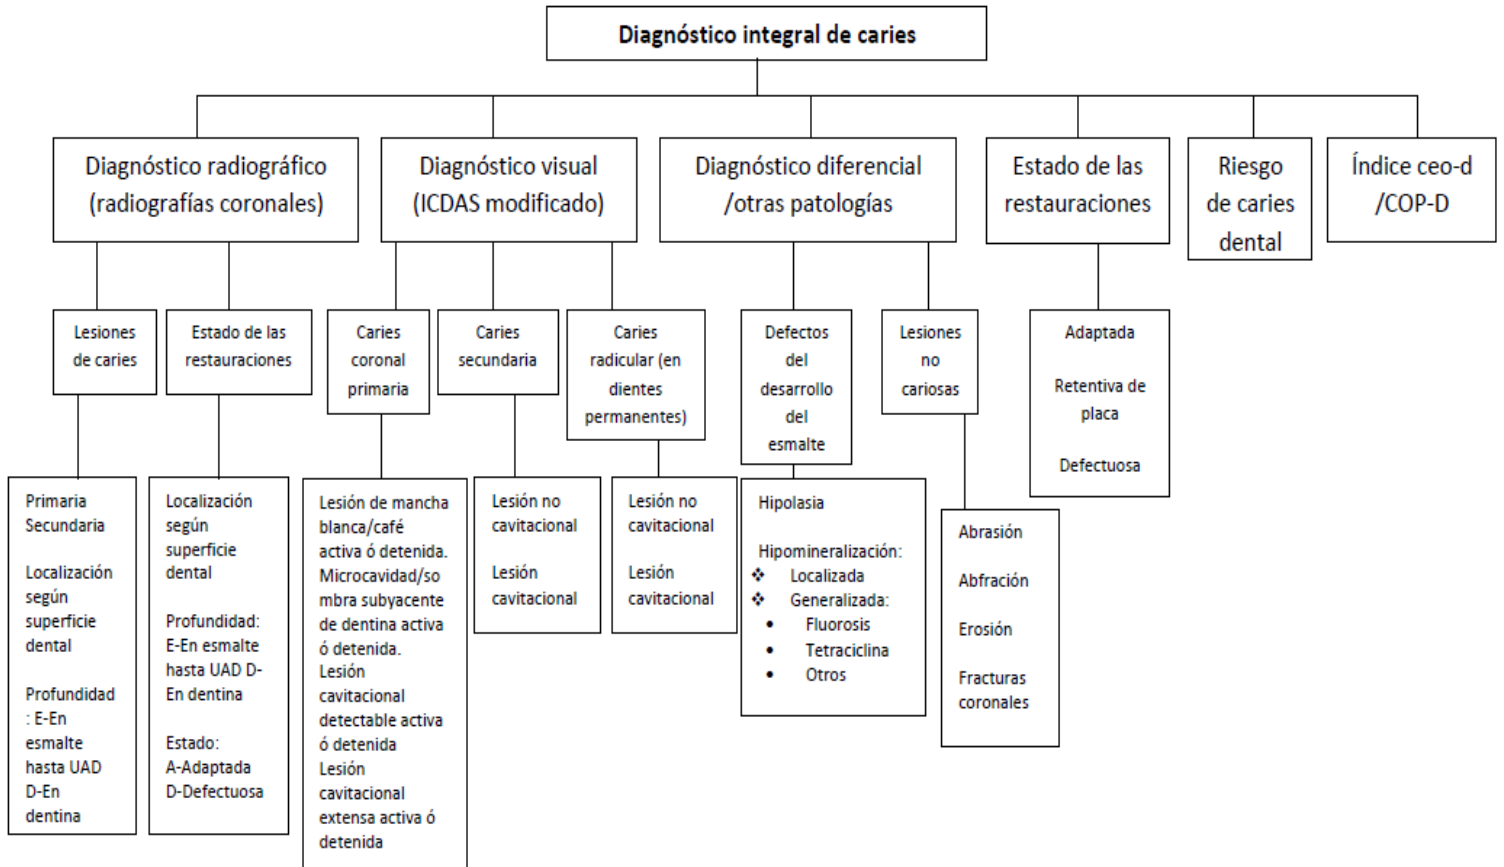 Diagnóstico integral de caries
Diagnóstico radiográfico
(radiografías coronales)
Diagnóstico visual
(ICDAS modificado)
Diagnóstico diferencial
/otras patologías
Estado de las
restauraciones
Riesgo
de caries
dental
Índice ceo-d
/COP-D
Lesiones
de caries
Estado de las
restauraciones
Caries
coronal
primaria
Caries
secundaria
Caries
radicular (en
dientes
permanentes)
Defectos
del
desarrollo
del
esmalte
Lesiones
no
cariosas
Adaptada
Retentiva de
placa
Defectuosa
Primaria
Secundaria
Localización
según
superficie
dental
Profundidad
: E-En
esmalte
hasta UAD
D-En
dentina
Localización
según
superficie
dental
Profundidad:
E-En esmalte
hasta UAD D-
En dentina
Estado:
A-Adaptada
D-Defectuosa
Lesión de mancha
blanca/café
activa ó detenida.
Microcavidad/so
mbra subyacente
de dentina activa
ó detenida.
Lesión
cavitacional
detectable activa
ó detenida
Lesión
cavitacional
extensa activa ó
detenida
Lesión no
cavitacional
Lesión
cavitacional
Lesión no
cavitacional
Lesión
cavitacional
Hipolasia
Hipomineralización:
❖ Localizada
❖ Generalizada:
• Fluorosis
• Tetraciclina
• Otros
Abrasión
Abfración
Erosión
Fracturas
coronales